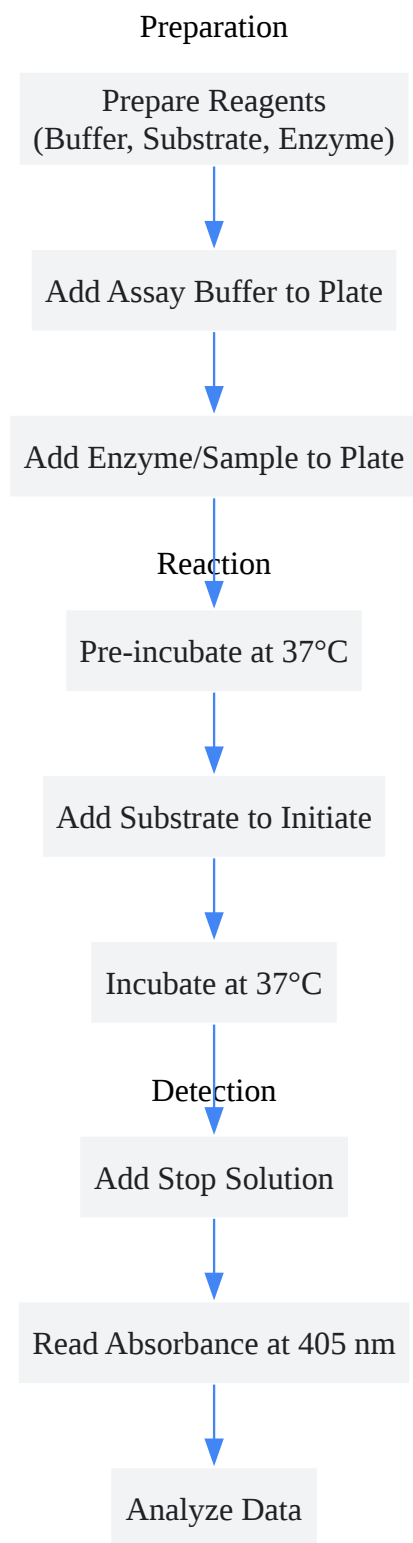 Preparation
Prepare Reagents
(Buffer, Substrate, Enzyme)
Add Assay Buffer to Plate
Add Enzyme/Sample to Plate
Reaction
Pre-incubate at 37°C
Add Substrate to Initiate
Incubate at 37°C
Detection
Add Stop Solution
Read Absorbance at 405 nm
Analyze Data